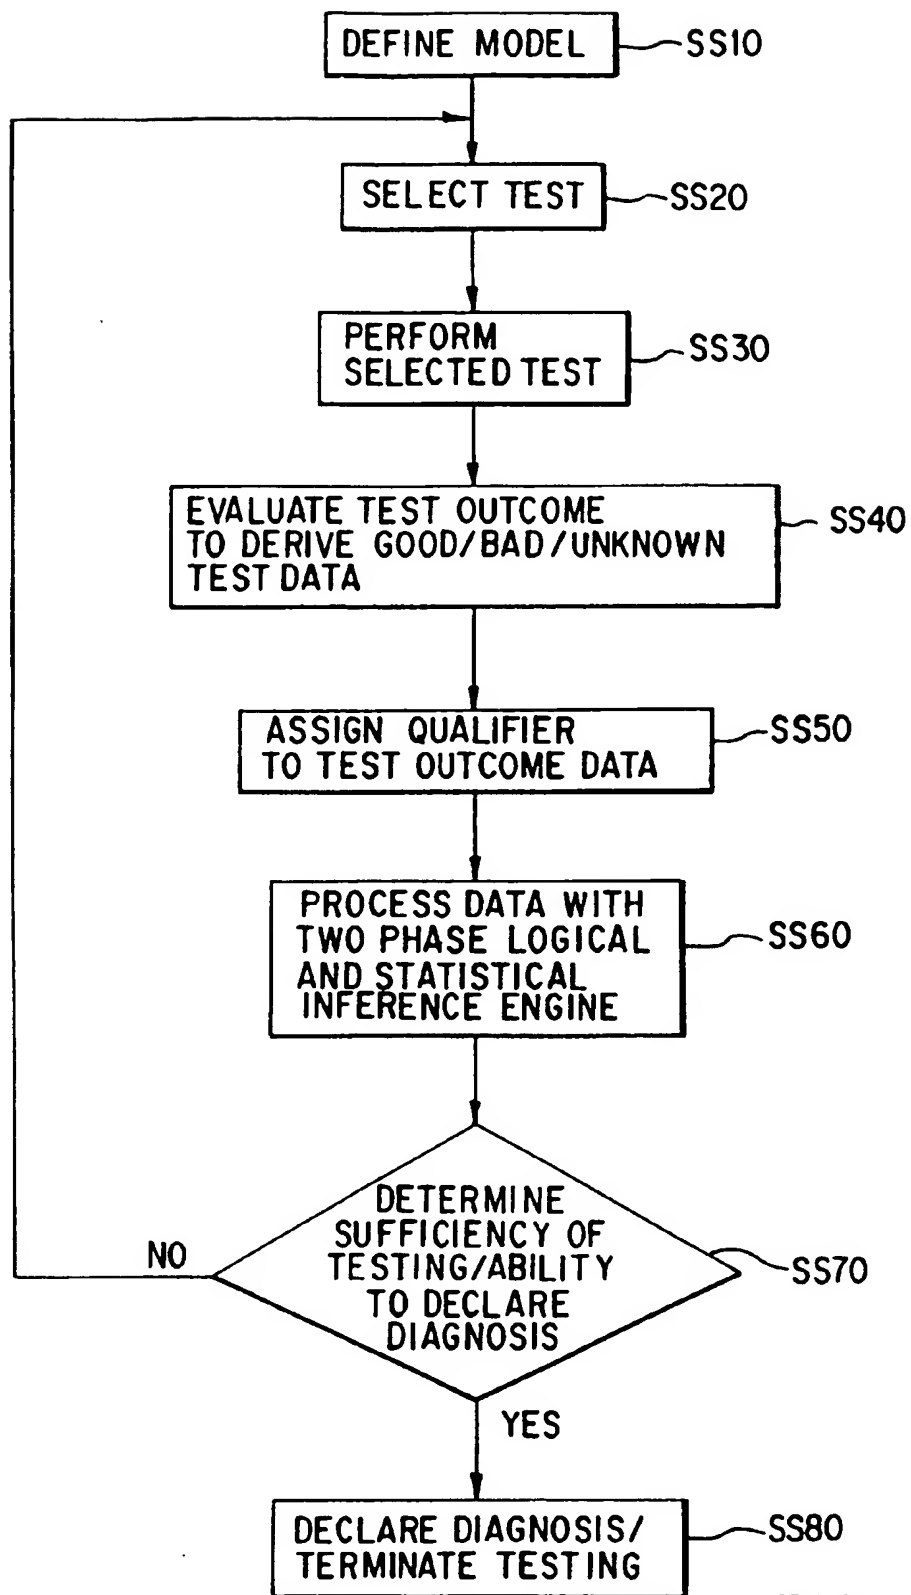 DEFINE MODEL SS10
SELECT TEST SS20
PERFORM
SELECTED TEST
SS30
EVALUATE TEST OUTCOME
TO DERIVE GOOD/BAD/UNKNOWN
TEST DATA
SS40
ASSIGN QUALIFIER
TO TEST OUTCOME DATA
SS50
PROCESS DATA WITH
TWO PHASE LOGICAL
AND STATISTICAL
INFERENCE ENGINE
SS60
DETERMINE
SUFFICIENCY OF
TESTING/ABILITY
TO DECLARE
DIAGNOSIS
SS70
NO
YES
DECLARE DIAGNOSIS/
TERMINATE TESTING
SS80